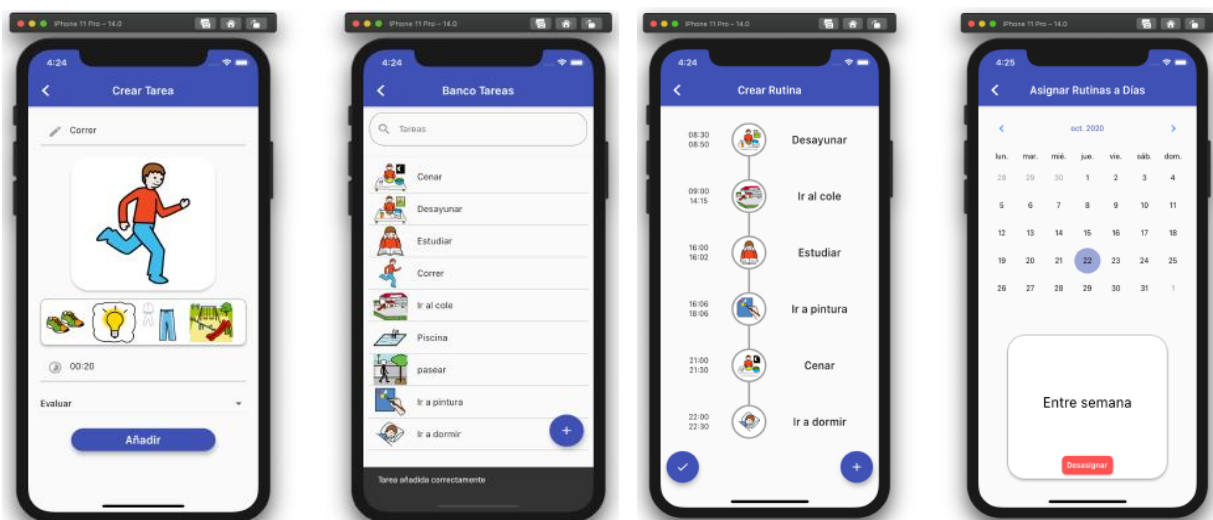 iPhone 11 Pro – 14.0
4:24
Crear Tarea
Correr
00:20
Evaluar
Añadir
iPhone 11 Pro – 14.0
4:24
Banco Tareas
Tareas
Cenar
Desayunar
Estudiar
Correr
Ir al cole
Piscina
pasear
Ir a pintura
Ir a dormir
Tarea añadida correctamente
iPhone 11 Pro – 14.0
4:24
Crear Rutina
08:30
08:50
Desayunar
09:00
14:15
Ir al cole
16:00
16:02
Estudiar
16:06
18:06
Ir a pintura
21:00
21:30
Cenar
22:00
22:30
Ir a dormir
iPhone 11 Pro – 14.0
4:25
Asignar Rutinas a Días
oct. 2020
lun. mar. mié. jue. vie. sáb. dom.
28 29 30 1 2 3 4
5 6 7 8 9 10 11
12 13 14 15 16 17 18
19 20 21 22 23 24 25
26 27 28 29 30 31 1
Entre semana
Desasignar